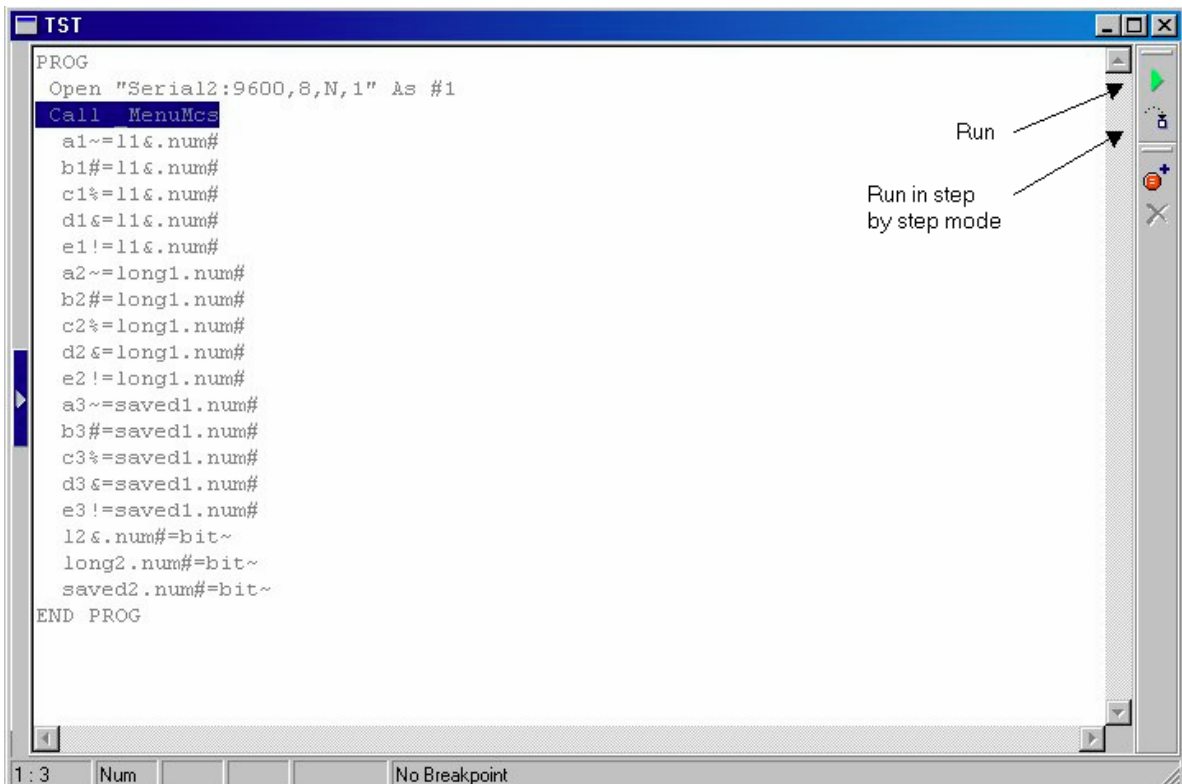 TST
PROG
Open "Serial2:9600,8,N,1" As #1
Call _MenuMcs
a1~=l1&.num#
b1#=l1&.num#
c1%=l1&.num#
d1&=l1&.num#
e1!=l1&.num#
a2~=long1.num#
b2#=long1.num#
c2%=long1.num#
d2&=long1.num#
e2!=long1.num#
a3~=saved1.num#
b3#=saved1.num#
c3%=saved1.num#
d3&=saved1.num#
e3!=saved1.num#
l2&.num#=bit~
long2.num#=bit~
saved2.num#=bit~
END PROG
Run
Run in step
by step mode
1 : 3 Num No Breakpoint